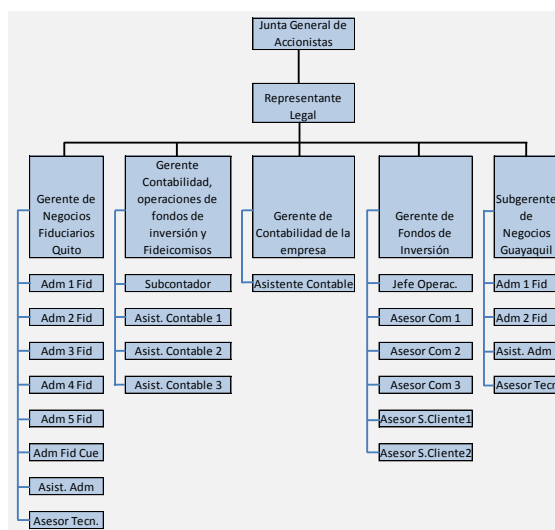 Junta General de
Accionistas
Representante
Legal
Gerente de
Negocios
Fiduciarios
Quito
Gerente
Contabilidad,
operaciones de
fondos de
inversión y
Fideicomisos
Gerente de
Contabilidad de la
empresa
Gerente de
Fondos de
Inversión
Subgerente
de
Negocios
Guayaquil
Adm 1 Fid
Adm 2 Fid
Adm 3 Fid
Adm 4 Fid
Adm 5 Fid
Adm Fid Cue
Asist. Adm
Asesor Tecn.
Subcontador
Asist. Contable 1
Asist. Contable 2
Asist. Contable 3
Asistente Contable
Jefe Operac.
Asesor Com 1
Asesor Com 2
Asesor Com 3
Asesor S.Cliente1
Asesor S.Cliente2
Adm 1 Fid
Adm 2 Fid
Asist. Adm
Asesor Tecn